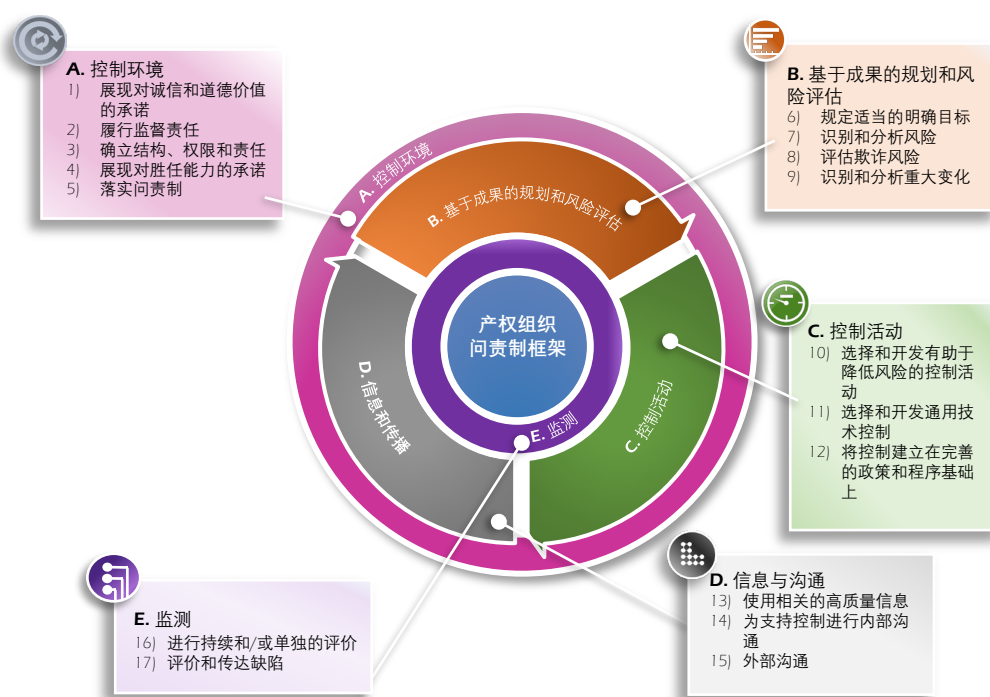 A. 控制环境
1) 展现对诚信和道德价值
的承诺
2) 履行监督责任
3) 确立结构、权限和责任
4) 展现对胜任能力的承诺
5) 落实问责制
B. 基于成果的规划和风
险评估
6) 规定适当的明确目标
7) 识别和分析风险
8) 评估欺诈风险
9) 识别和分析重大变化
A. 控制环境
B. 基于成果的规划和风险评估
产权组织
问责制框架
D. 信息和传播
E. 监测
C. 控制活动
C. 控制活动
10) 选择和开发有助于
降低风险的控制活
动
11) 选择和开发通用技
术控制
12) 将控制建立在完善
的政策和程序基础
上
D. 信息与沟通
13) 使用相关的高质量信息
14) 为支持控制进行内部沟
通
15) 外部沟通
E. 监测
16) 进行持续和/或单独的评价
17) 评价和传达缺陷